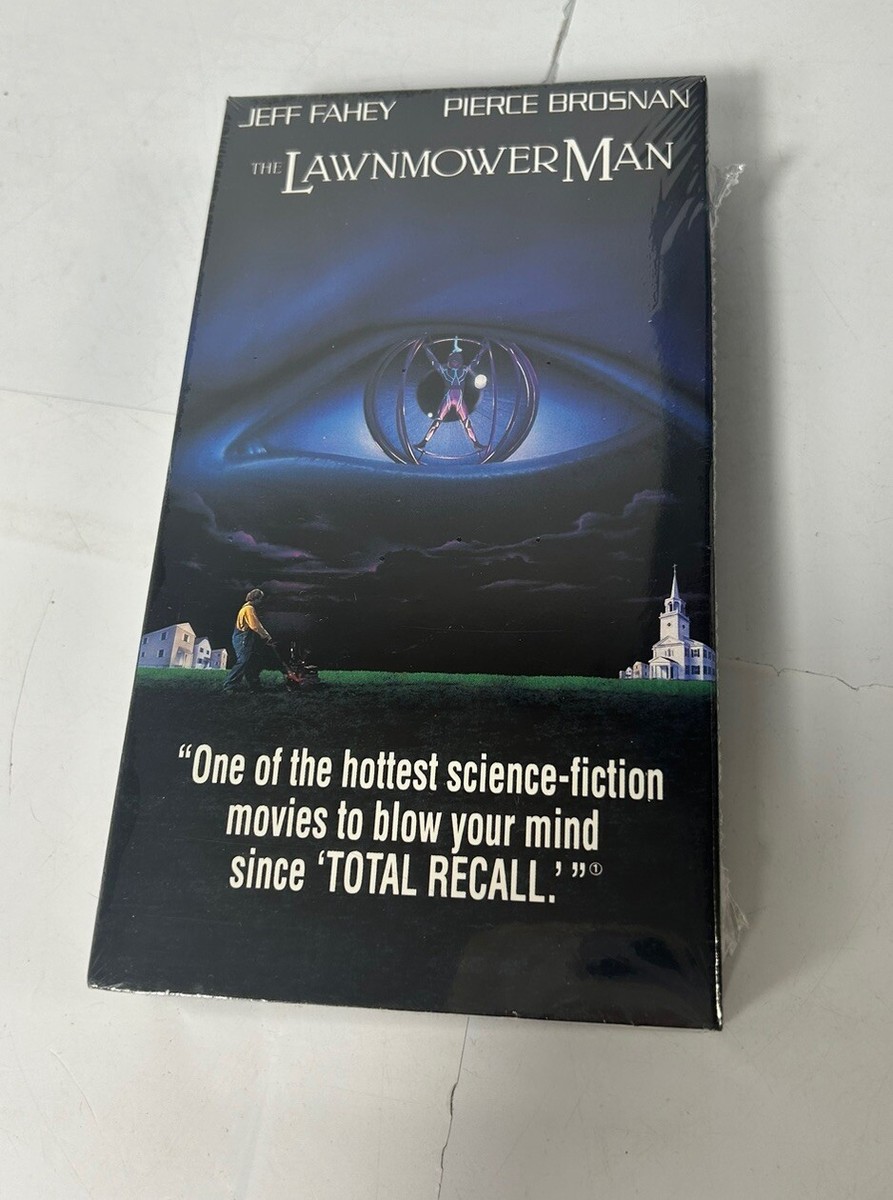 JEFF FAHEY PIERCE BROSNAN
THE LAWNMOWER MAN
“One of the hottest science-fiction
movies to blow your mind
since ‘TOTAL RECALL.’ ”①